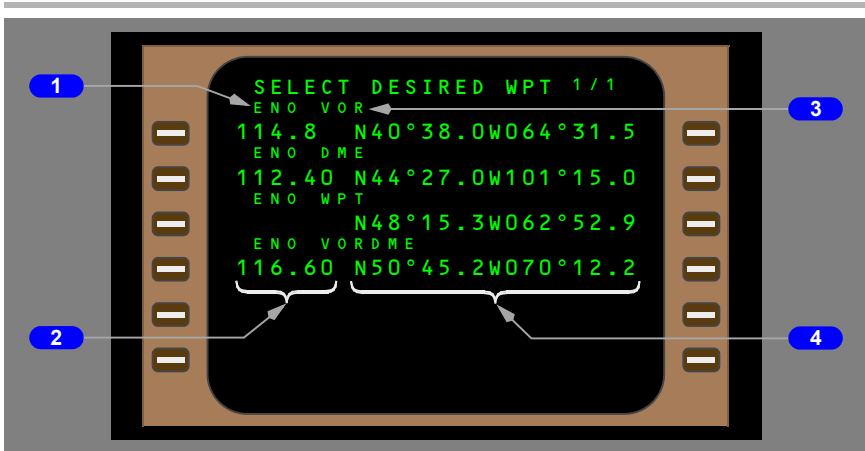 SELECT DESIRED WPT 1/1
1
ENO VOR
3
114.8 N40°38.0W064°31.5
ENO DME
112.40 N44°27.0W101°15.0
ENO WPT
N48°15.3W062°52.9
ENO VORDME
116.60 N50°45.2W070°12.2
2
4